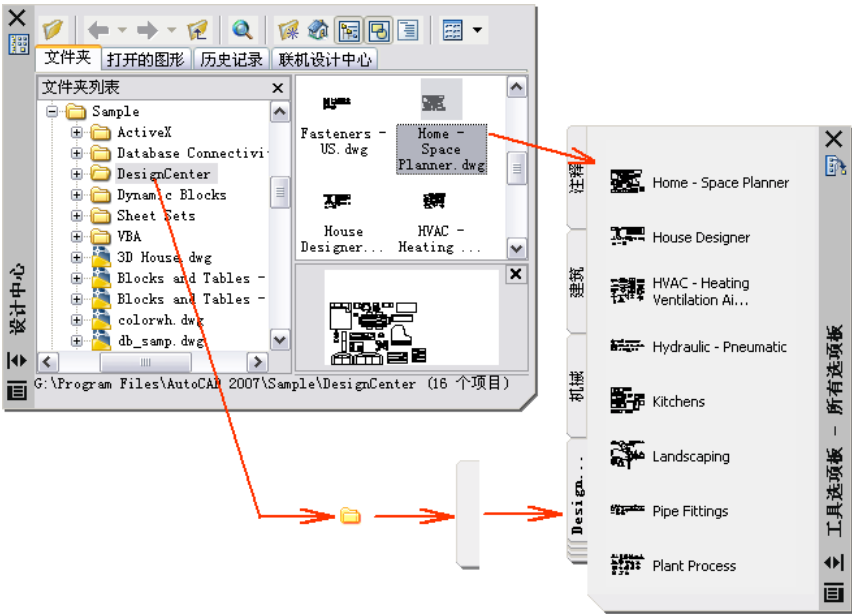 文件夹
打开的图形
历史记录
联机设计中心
文件夹列表
Sample
ActiveX
Database Connectivi
DesignCenter
Dynamic Blocks
Sheet Sets
VBA
3D House.dwg
Blocks and Tables -
Blocks and Tables -
colorwh.dwg
db_samp.dwg
Fasteners -
US.dwg
Home -
Space
Planner.dwg
House
Designer...
HVAC -
Heating ...
G:\Program Files\AutoCAD 2007\Sample\DesignCenter (16 个项目)
设计中心
注释
建筑
机械
Design...
Home - Space Planner
House Designer
HVAC - Heating
Ventilation Ai...
Hydraulic - Pneumatic
Kitchens
Landscaping
Pipe Fittings
Plant Process
工具选项板 - 所有选项板